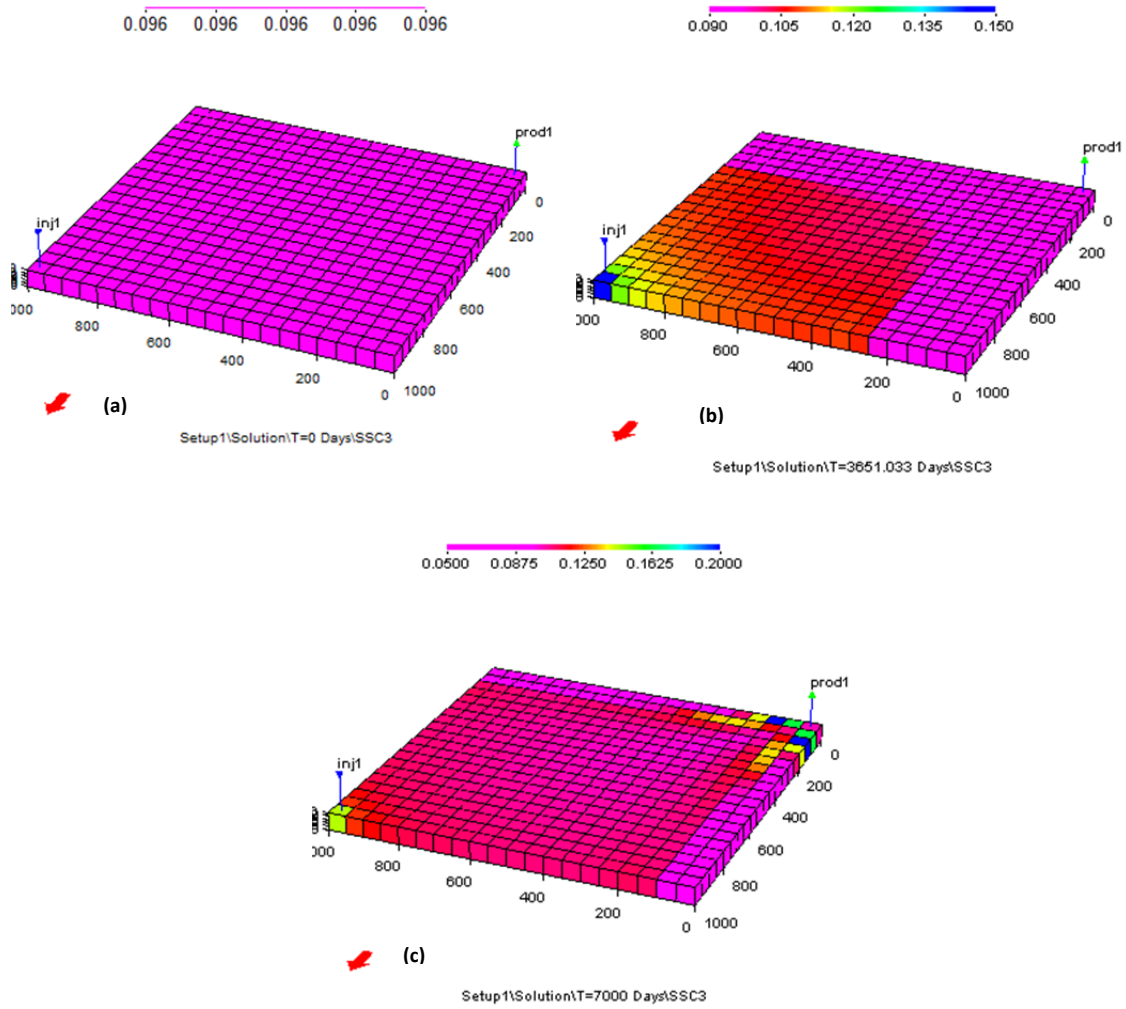 0.096 0.096 0.096 0.096 0.096
prod1
inj1
0
200
400
600
800
1000
000 800 600 400 200 0
(a)
Setup1\Solution\T=0 Days\SSC3
0.090 0.105 0.120 0.135 0.150
prod1
inj1
0
200
400
600
800
1000
000 800 600 400 200 0
(b)
Setup1\Solution\T=3651.033 Days\SSC3
0.0500 0.0875 0.1250 0.1625 0.2000
prod1
inj1
0
200
400
600
800
1000
000 800 600 400 200 0
(c)
Setup1\Solution\T=7000 Days\SSC3